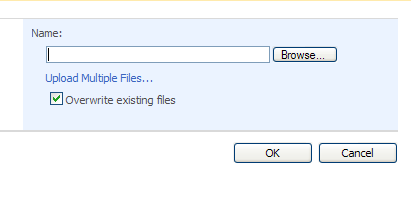 Name:
Browse...
Upload Multiple Files...
Overwrite existing files
OK Cancel